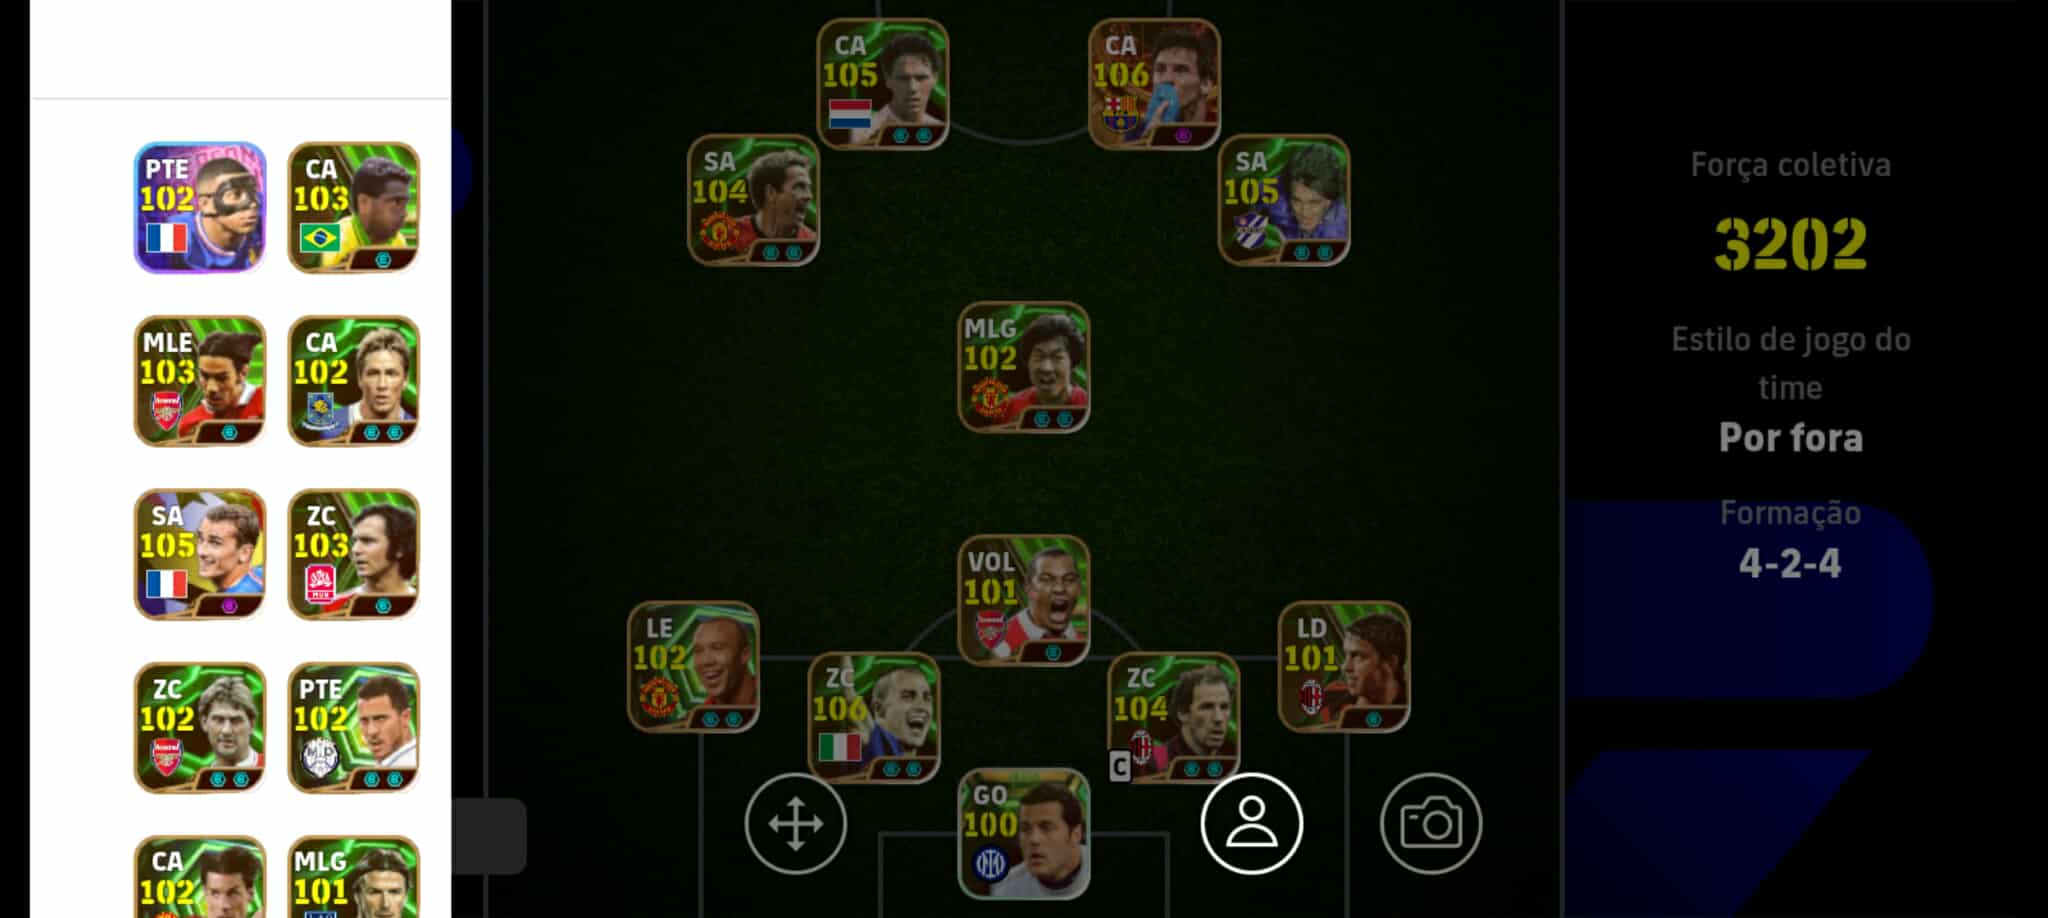 PTE
102
CA
103
MLE
103
CA
102
SA
105
ZC
103
ZC
102
PTE
102
CA
102
MLG
101
CA
105
CA
106
SA
104
SA
105
MLG
102
VOL
101
LE
102
ZC
106
ZC
104
C
LD
101
GO
100
Força coletiva
3202
Estilo de jogo do
time
Por fora
Formação
4-2-4